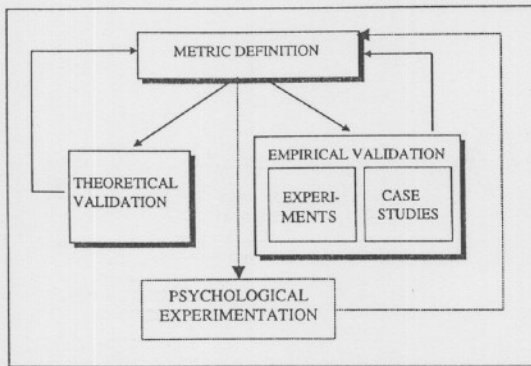 METRIC DEFINITION
THEORETICAL
VALIDATION
EMPIRICAL VALIDATION
EXPERI-
MENTS
CASE
STUDIES
PSYCHOLOGICAL
EXPERIMENTATION